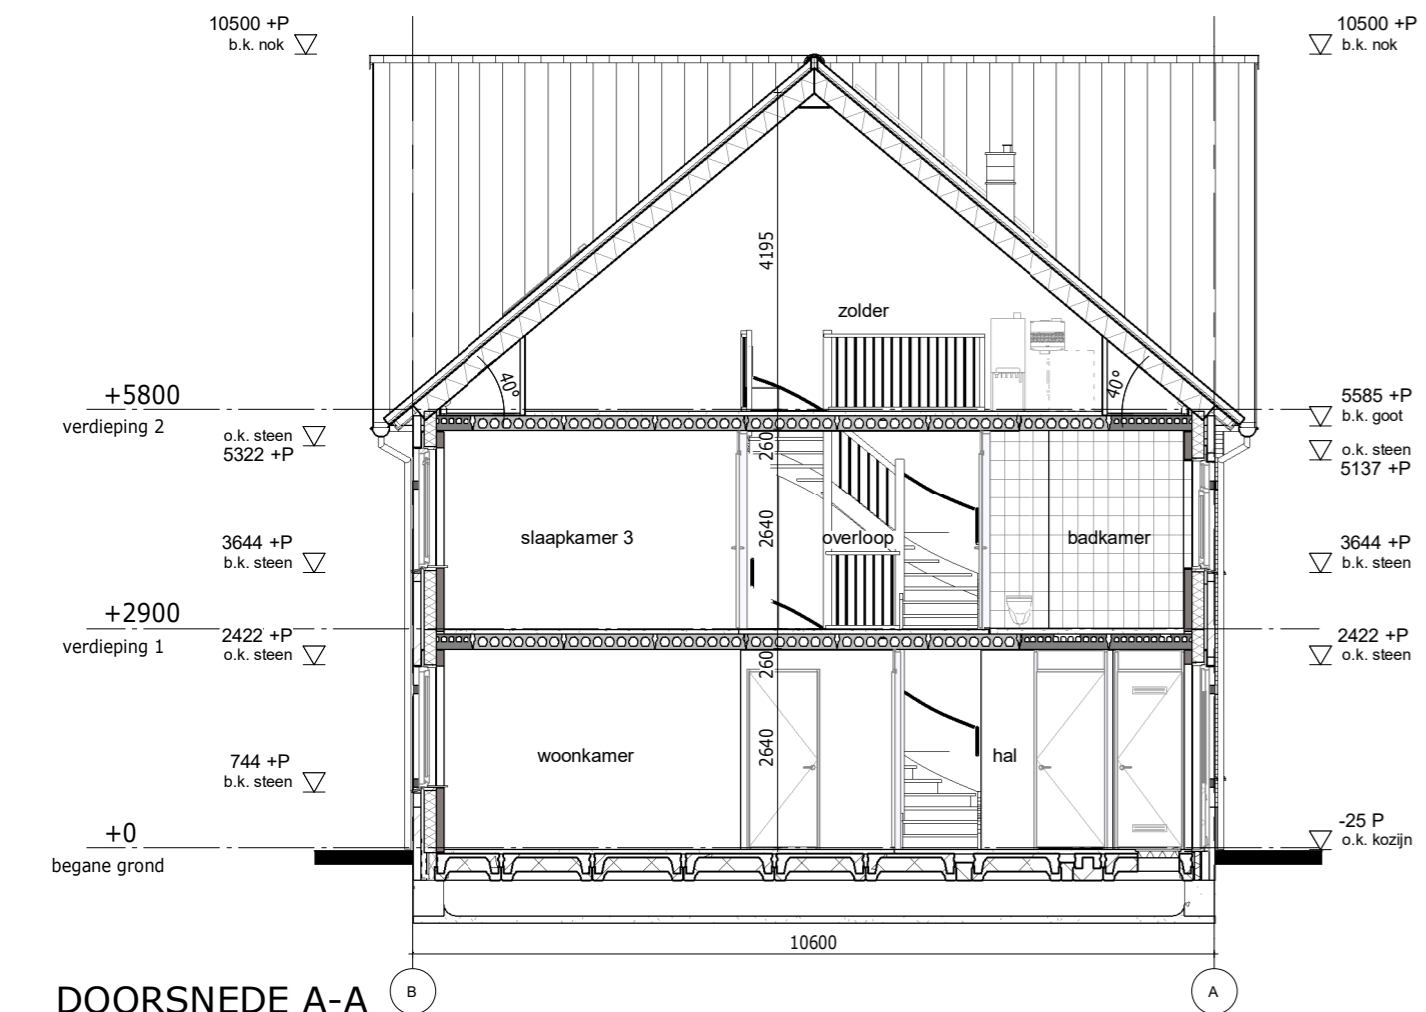 10500 +P
b.k. nok
10500 +P
b.k. nok
4195
zolder
40°
40°
+5800
verdieping 2
o.k. steen
5322 +P
5585 +P
b.k. goot
o.k. steen
5137 +P
260
slaapkamer 3
2640
overloop
badkamer
3644 +P
b.k. steen
3644 +P
b.k. steen
+2900
verdieping 1
2422 +P
o.k. steen
2422 +P
o.k. steen
260
woonkamer
2640
hal
744 +P
b.k. steen
+0
begane grond
-25 P
o.k. kozijn
10600
DOORSNEDE A-A
B
A